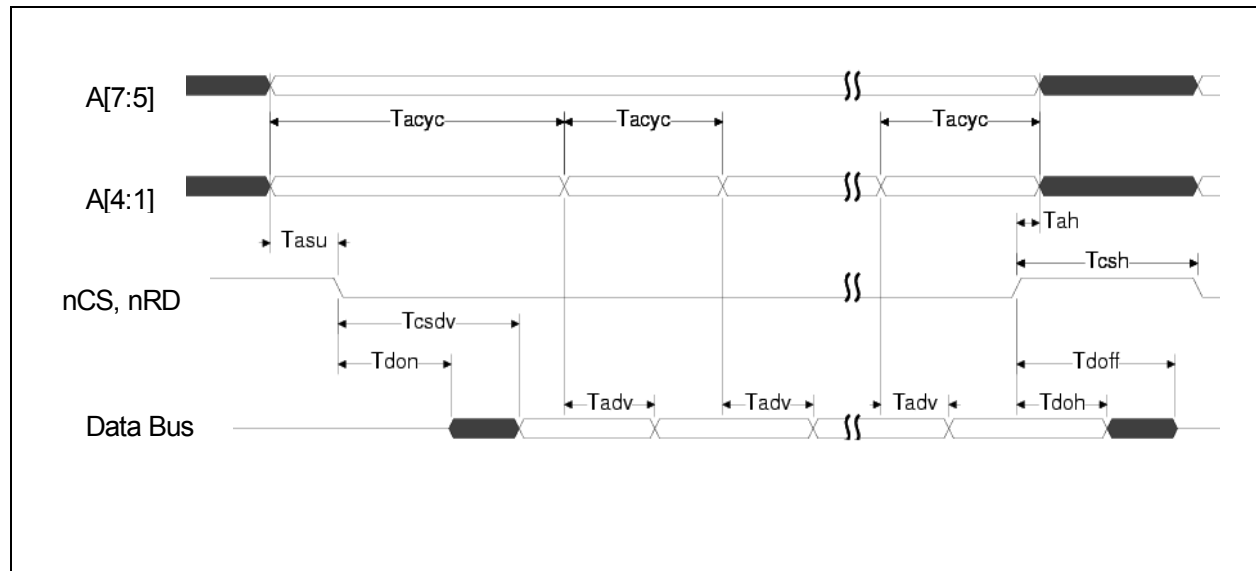 A[7:5]
Tacyc Tacyc Tacyc
A[4:1]
Tah
Tasu
Tcsh
nCS, nRD
Tcsdv
Tdon Tdoff
Tadv Tadv Tadv Tdoh
Data Bus